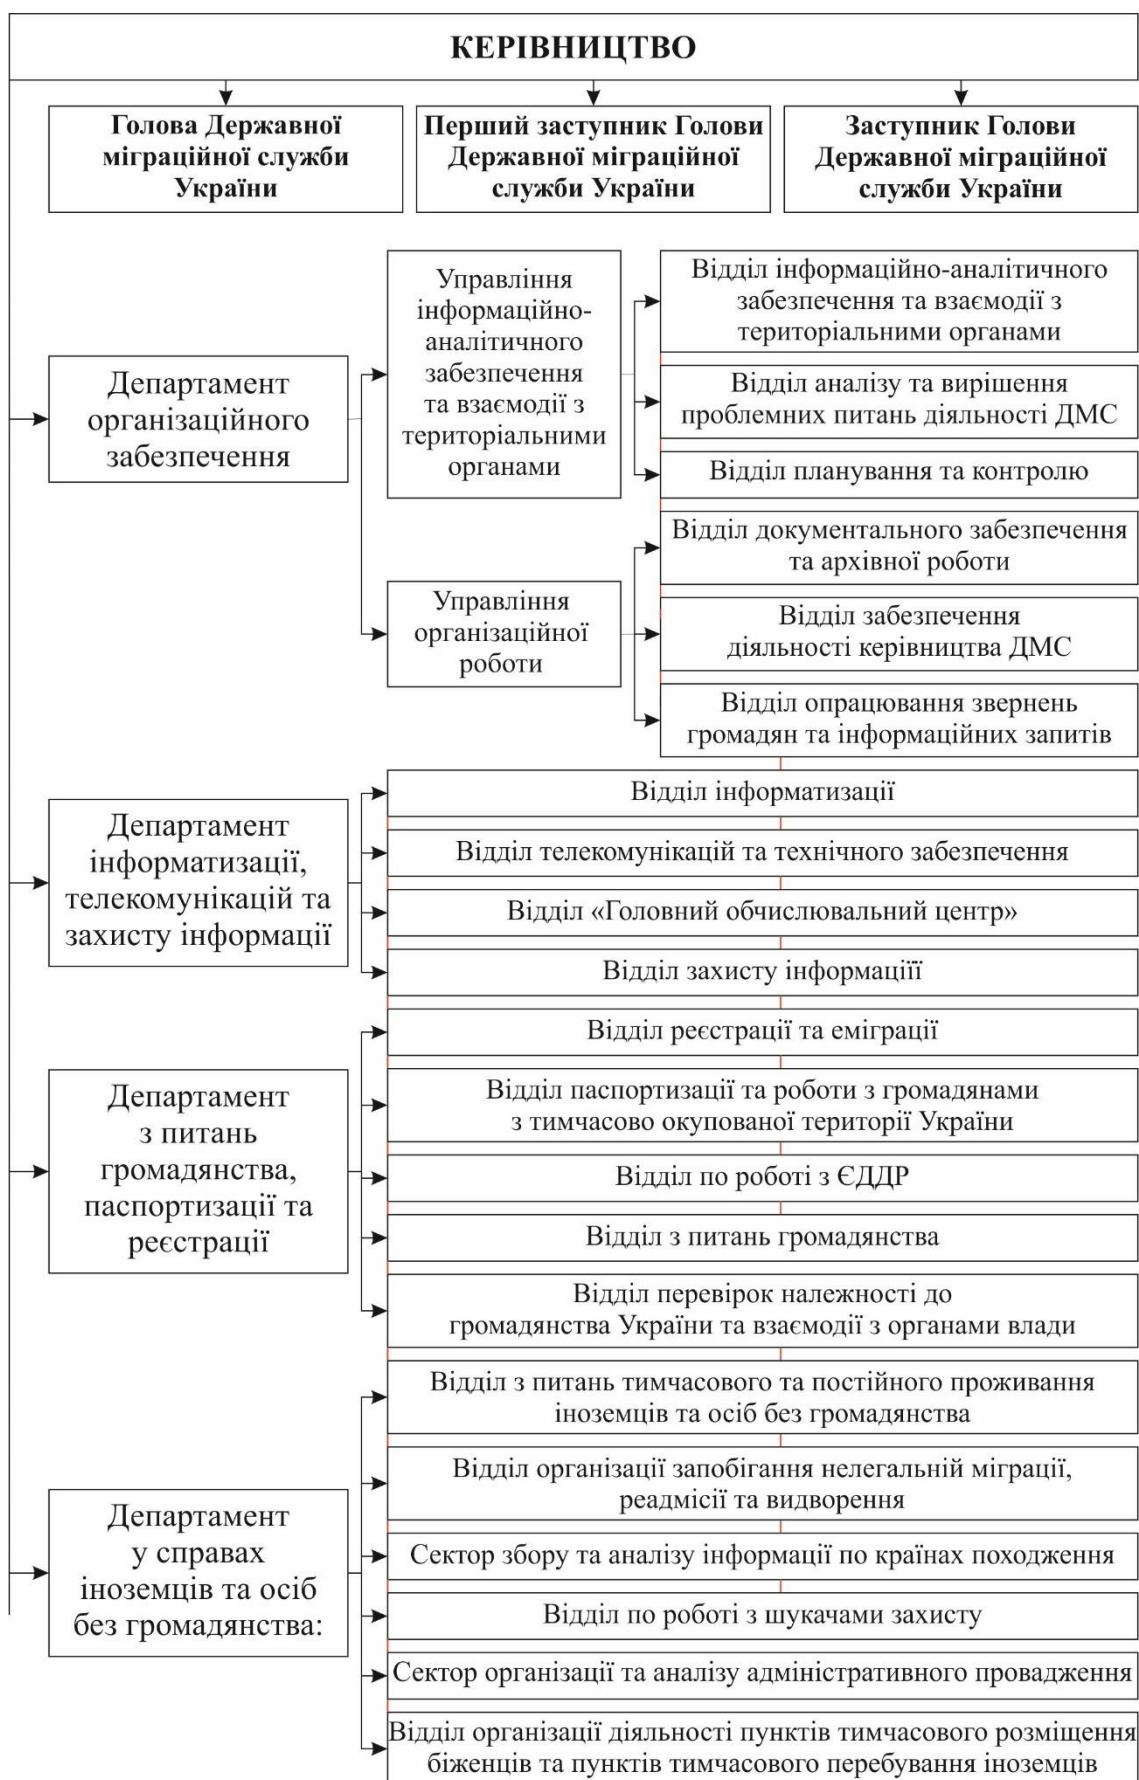 КЕРІВНИЦТВО
Голова Державної
міграційної служби
України
Перший заступник Голови
Державної міграційної
служби України
Заступник Голови
Державної міграційної
служби України
Департамент
організаційного
забезпечення
Управління
інформаційно-
аналітичного
забезпечення
та взаємодії з
територіальними
органами
Відділ інформаційно-аналітичного
забезпечення та взаємодії з
територіальними органами
Відділ аналізу та вирішення
проблемних питань діяльності ДМС
Відділ планування та контролю
Управління
організаційної
роботи
Відділ документального забезпечення
та архівної роботи
Відділ забезпечення
діяльності керівництва ДМС
Відділ опрацювання звернень
громадян та інформаційних запитів
Департамент
інформатизації,
телекомунікацій та
захисту інформації
Відділ інформатизації
Відділ телекомунікацій та технічного забезпечення
Відділ «Головний обчислювальний центр»
Відділ захисту інформаціїї
Департамент
з питань
громадянства,
паспортизації та
реєстрації
Відділ реєстрації та еміграції
Відділ паспортизації та роботи з громадянами
з тимчасово окупованої території України
Відділ по роботі з ЄДДР
Відділ з питань громадянства
Відділ перевірок належності до
громадянства України та взаємодії з органами влади
Департамент
у справах
іноземців та осіб
без громадянства:
Відділ з питань тимчасового та постійного проживання
іноземців та осіб без громадянства
Відділ організації запобігання нелегальній міграції,
реадмісії та видворення
Сектор збору та аналізу інформації по країнах походження
Відділ по роботі з шукачами захисту
Сектор організації та аналізу адміністративного провадження
Відділ організації діяльності пунктів тимчасового розміщення
біженців та пунктів тимчасового перебування іноземців